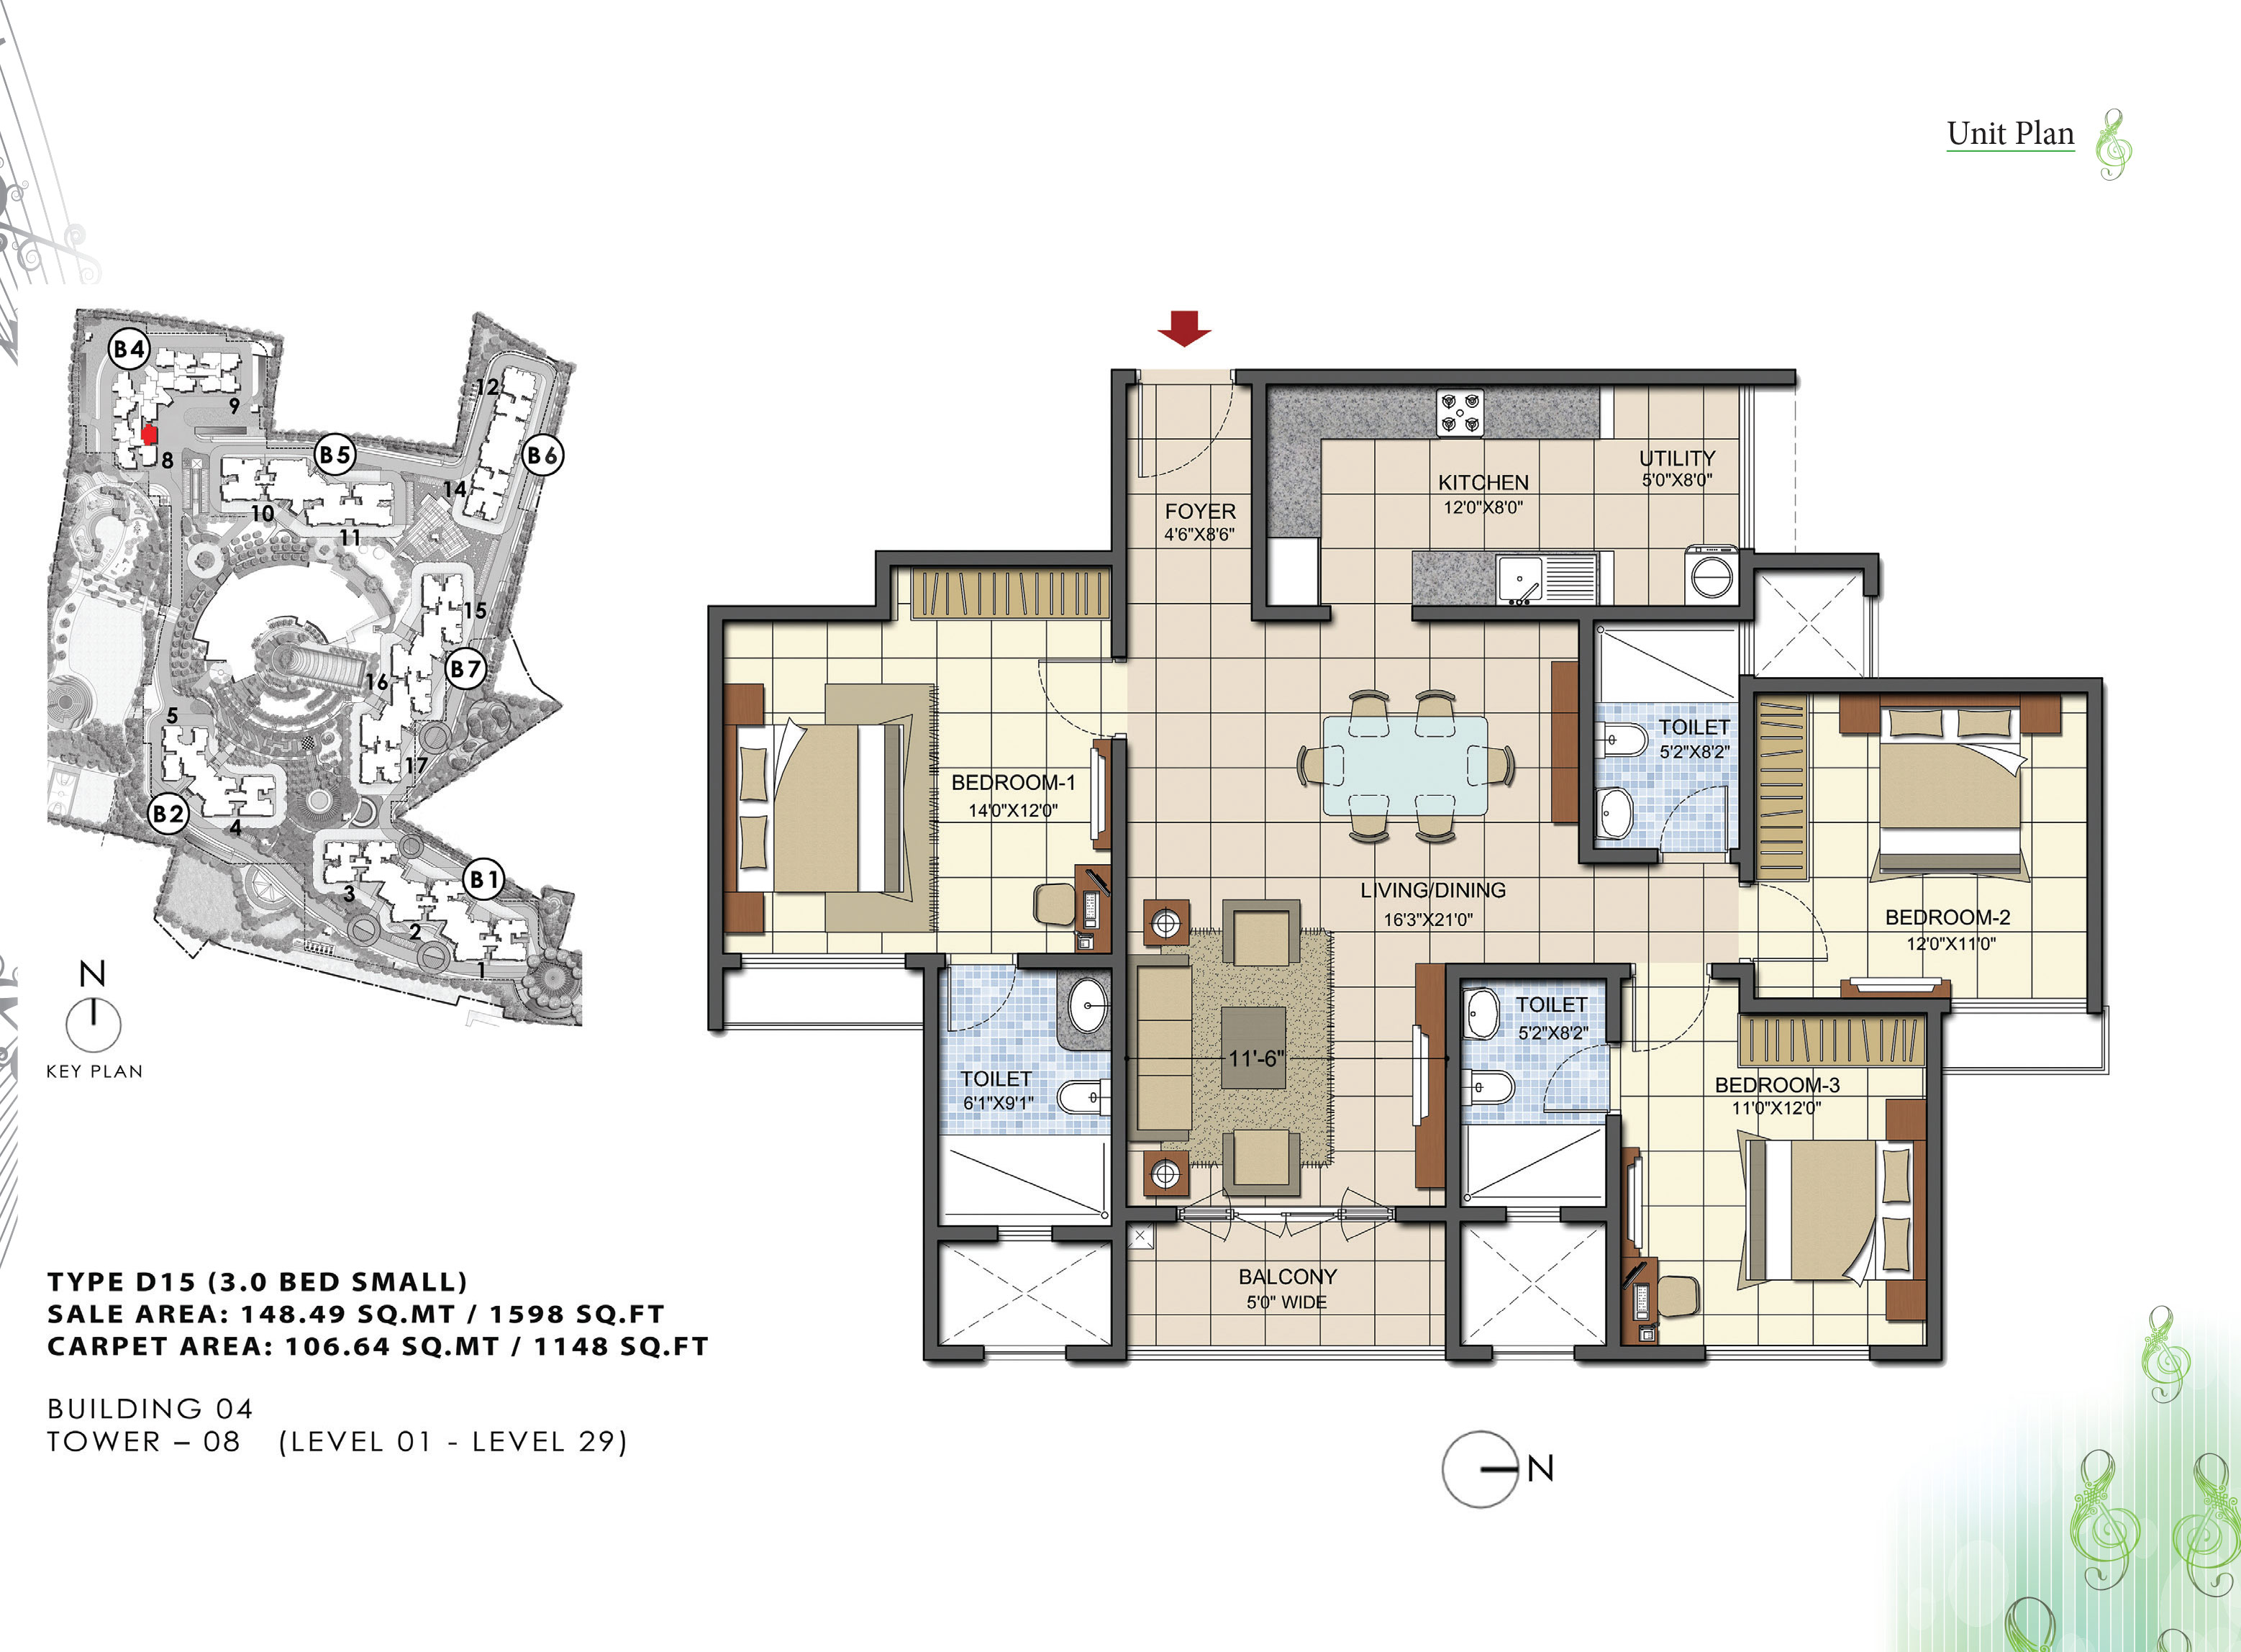 Unit Plan
B4
9
8
B5
10
11
12
B6
14
15
B7
16
17
5
B2
4
3
B1
2
1
N
KEY PLAN
FOYER
4'6"X8'6"
KITCHEN
12'0"X8'0"
UTILITY
5'0"X8'0"
TOILET
5'2"X8'2"
BEDROOM-1
14'0"X12'0"
LIVING/DINING
16'3"X21'0"
BEDROOM-2
12'0"X11'0"
TOILET
6'1"X9'1"
11'-6"
TOILET
5'2"X8'2"
BEDROOM-3
11'0"X12'0"
BALCONY
5'0" WIDE
N
TYPE D15 (3.0 BED SMALL)
SALE AREA: 148.49 SQ.MT / 1598 SQ.FT
CARPET AREA: 106.64 SQ.MT / 1148 SQ.FT
BUILDING 04
TOWER – 08 (LEVEL 01 - LEVEL 29)